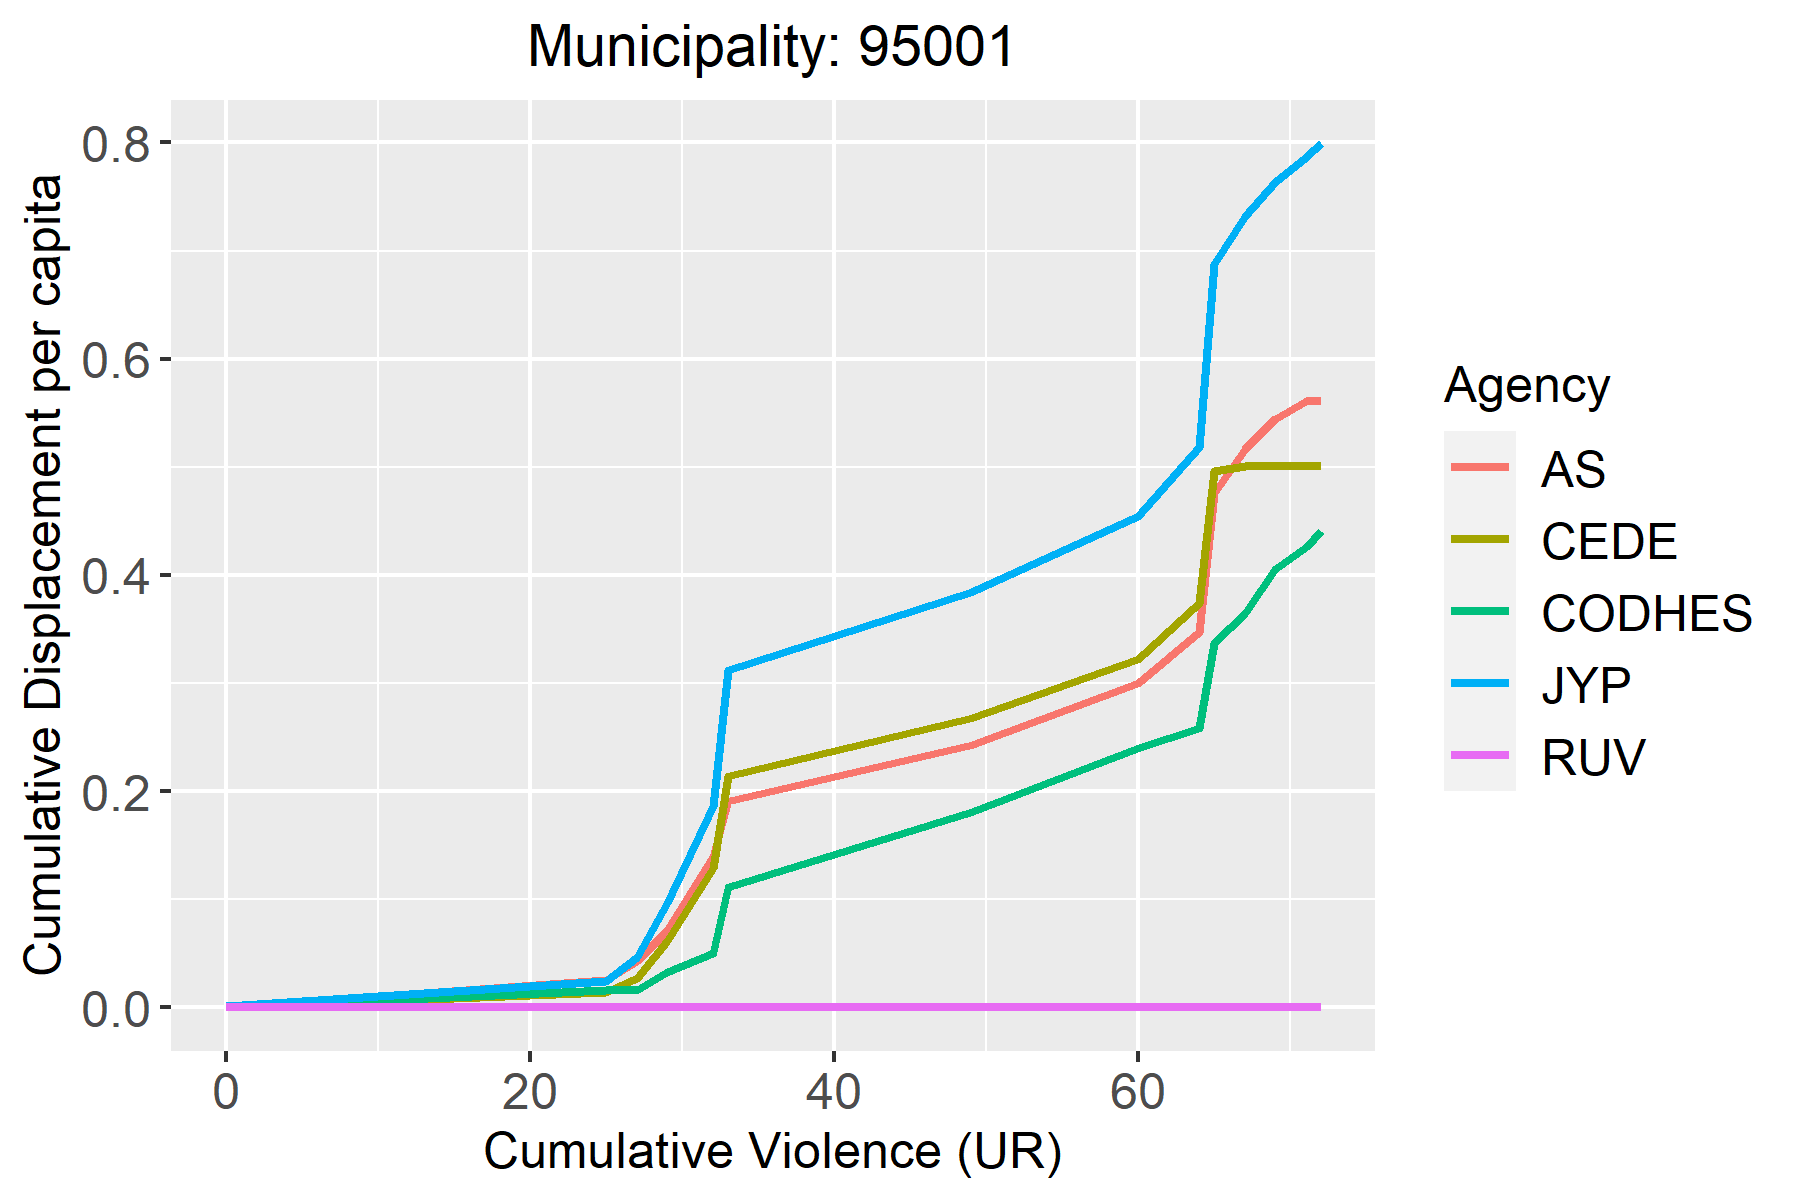 Municipality: 95001
Cumulative Displacement per capita
0.8
0.6
0.4
0.2
0.0
0
20
40
60
Cumulative Violence (UR)
Agency
AS
CEDE
CODHES
JYP
RUV